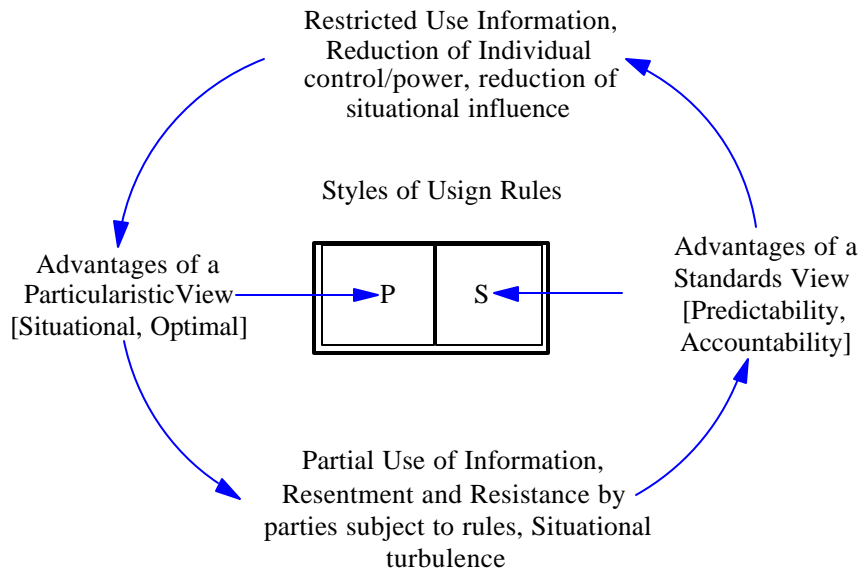 Restricted Use Information,
Reduction of Individual
control/power, reduction of
situational influence
Styles of Usign Rules
Advantages of a
ParticularisticView
[Situational, Optimal]
P
S
Advantages of a
Standards View
[Predictability,
Accountability]
Partial Use of Information,
Resentment and Resistance by
parties subject to rules, Situational
turbulence